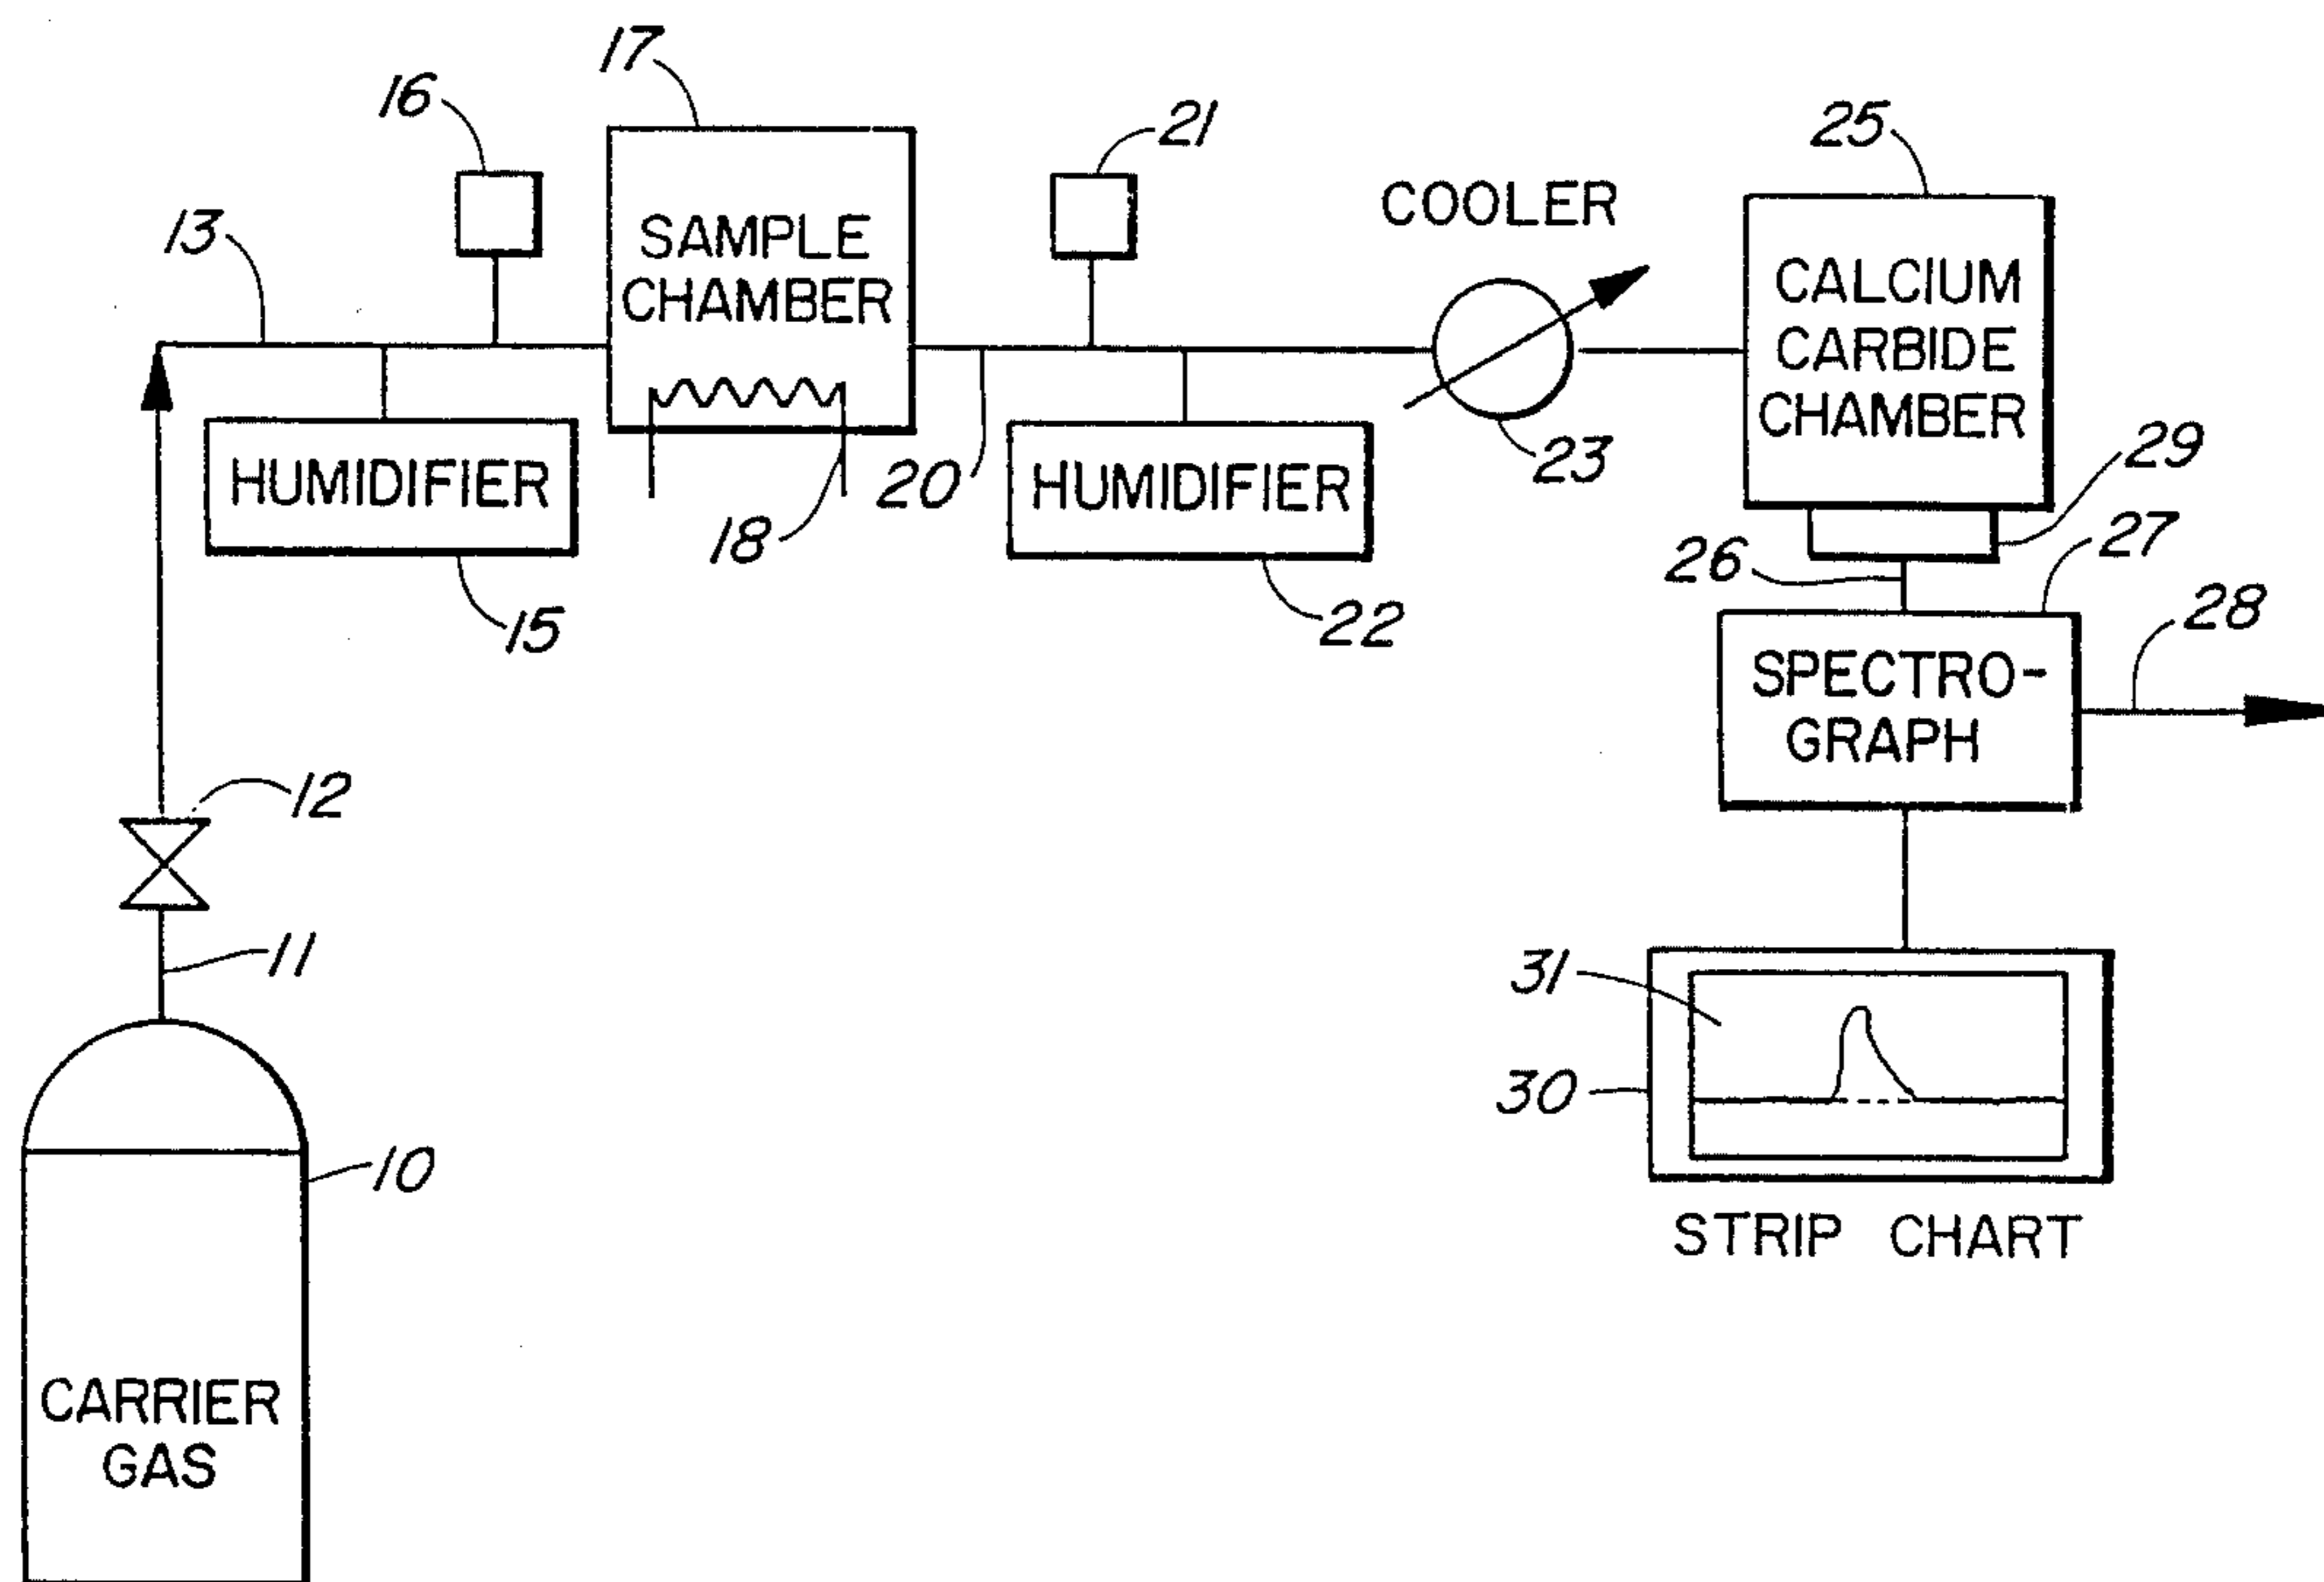 17
16
21
25
13
SAMPLE
CHAMBER
COOLER
CALCIUM
CARBIDE
CHAMBER
HUMIDIFIER
18
20
HUMIDIFIER
23
29
15
22
26
27
28
SPECTRO-
GRAPH
12
11
31
30
10
STRIP CHART
CARRIER
GAS